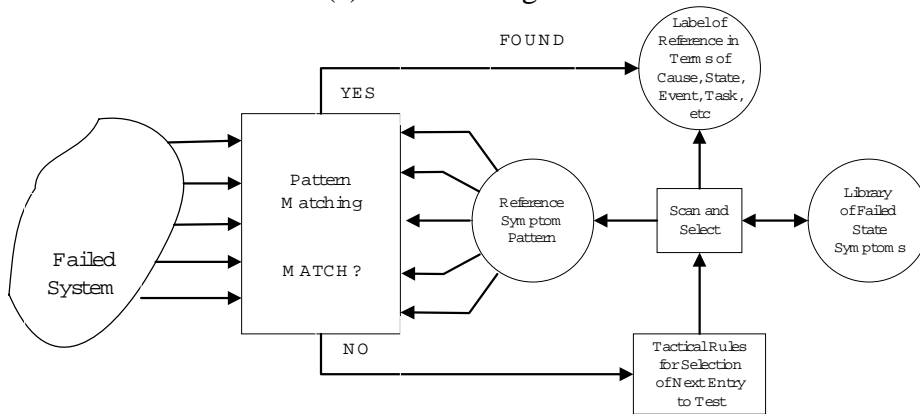 FOUND
YES
Label of
Reference in
Terms of
Cause, State,
Event, Task,
etc
Pattern
Matching
MATCH?
Reference
Symptom
Pattern
Scan and
Select
Library
of Failed
State
Symptoms
Failed
System
NO
Tactical Rules
for Selection
of Next Entry
to Test